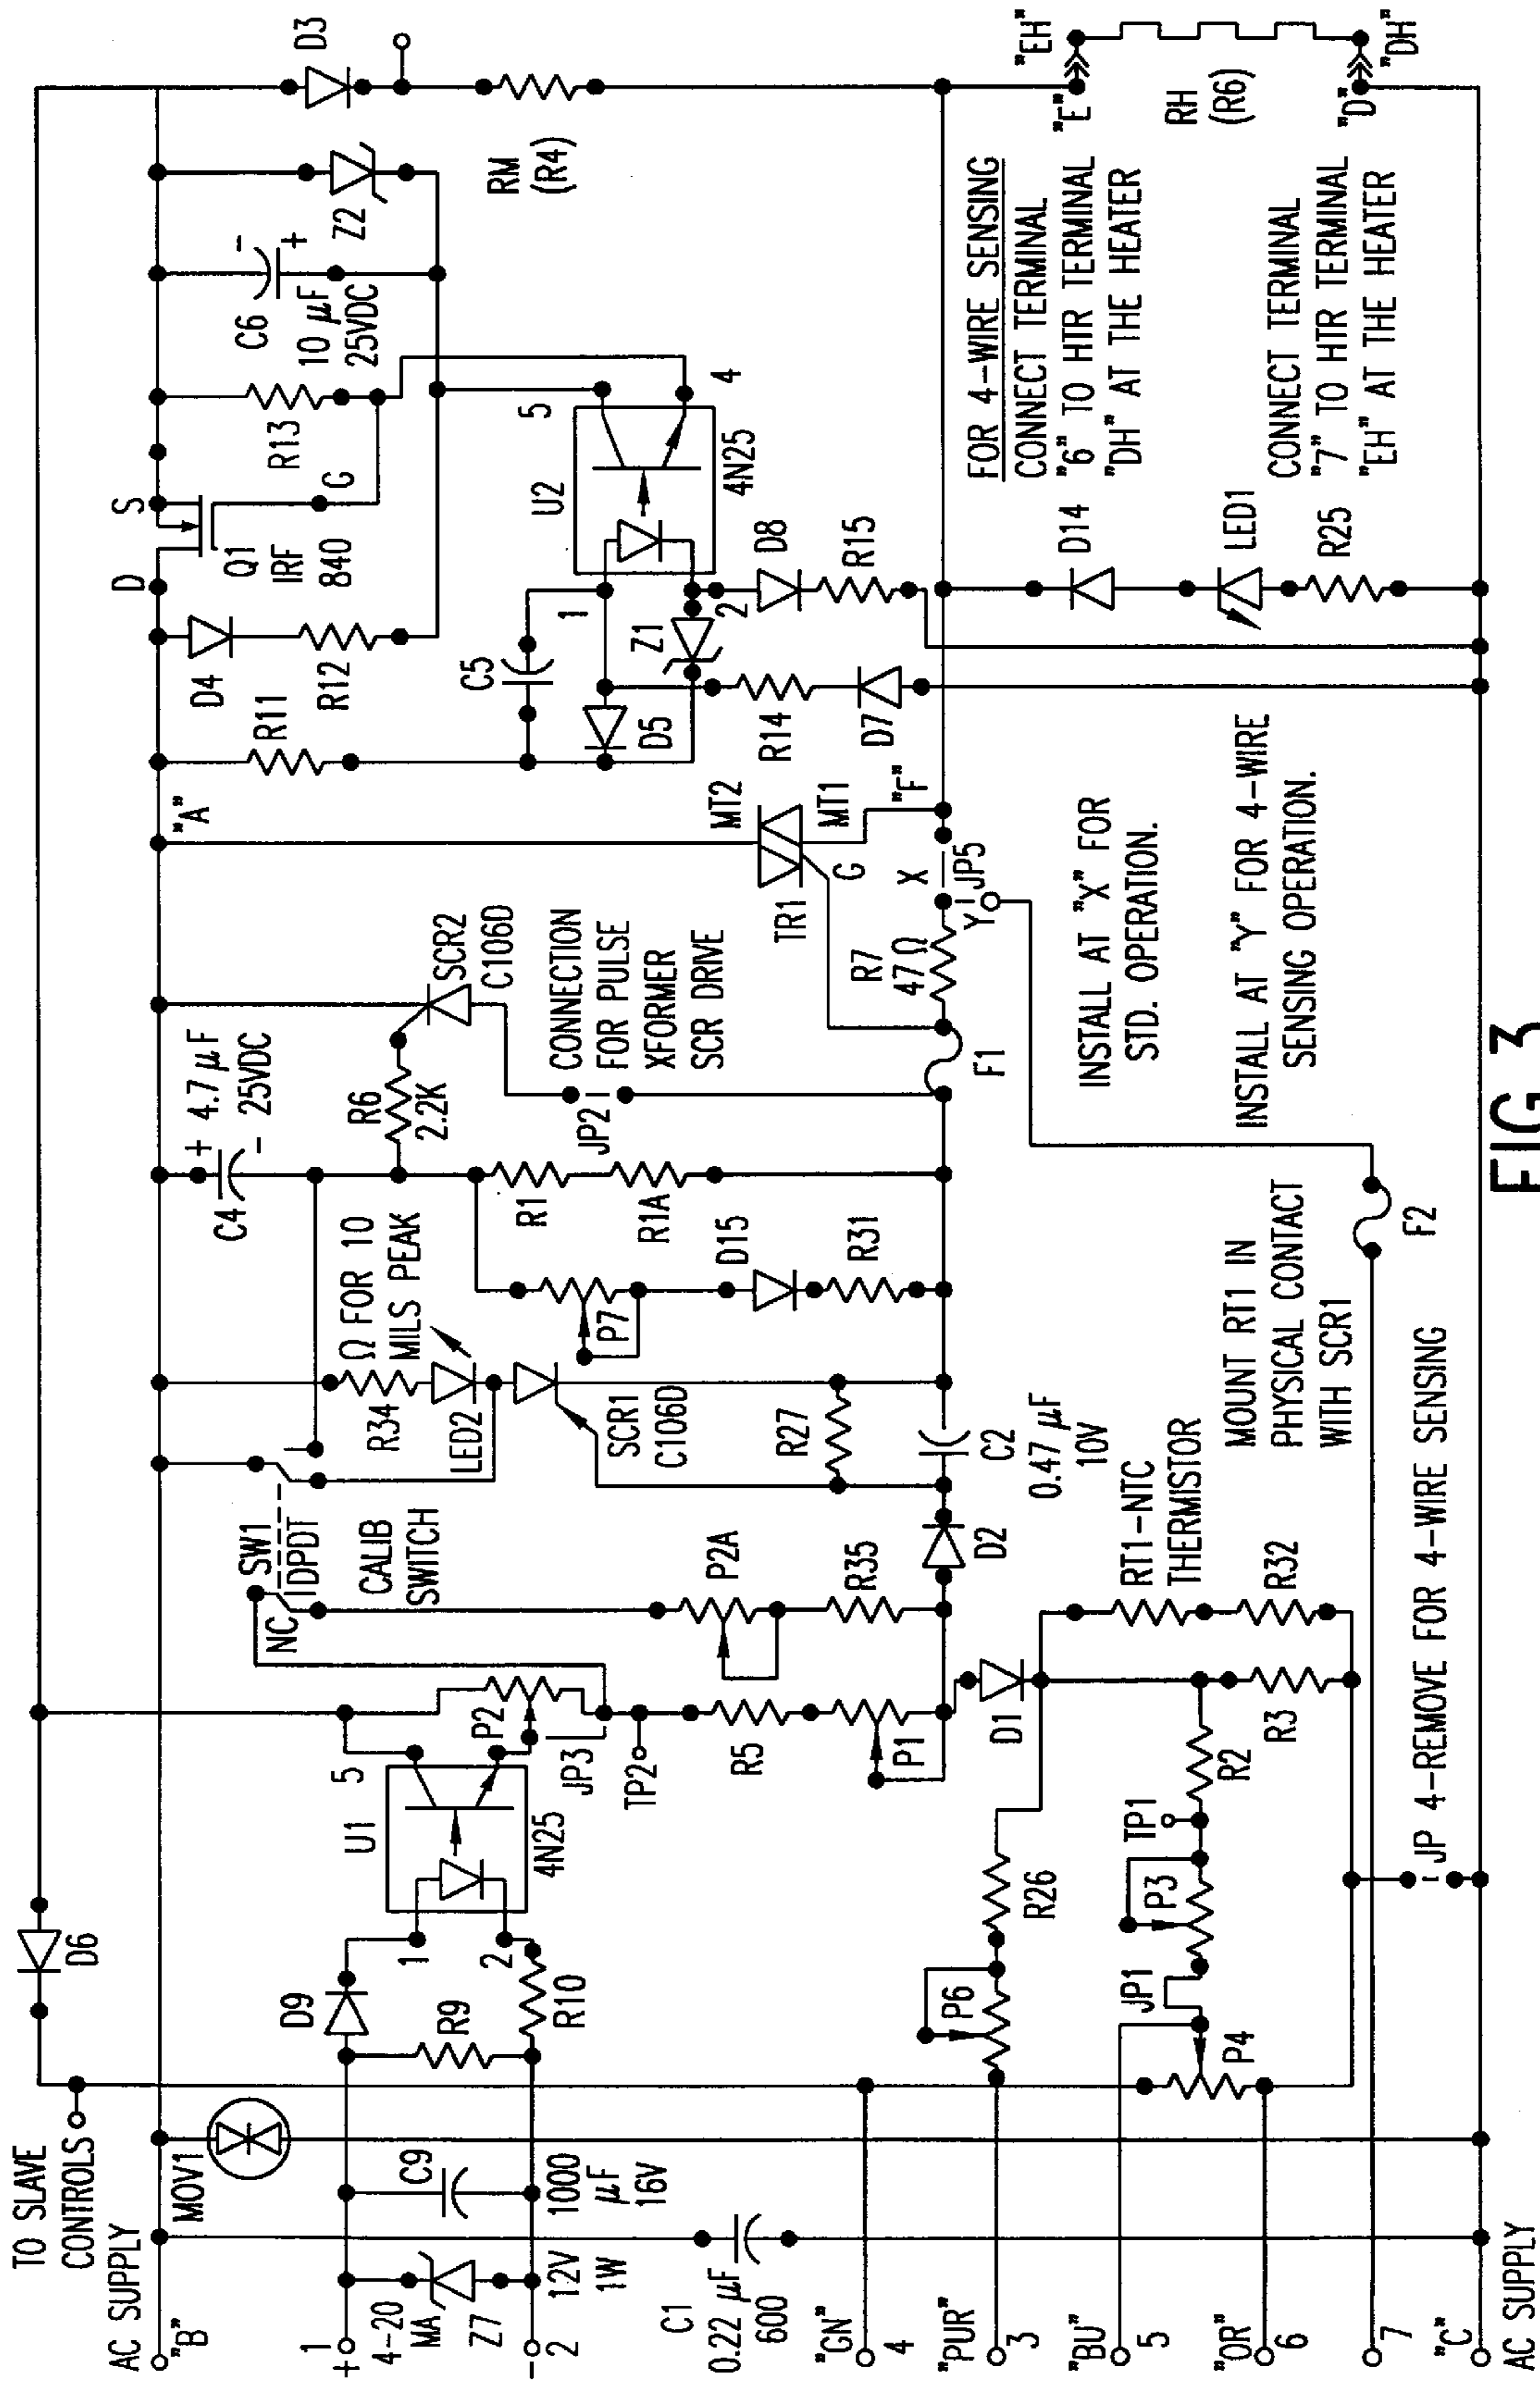 TO SLAVE
CONTROLS
AC SUPPLY
"B"
MOV1
D6
1
+
4-20
MA
Z7
-
2
12V
1W
C9
1000
µF
16V
D9
R9
R10
1
2
U1
4N25
5
P2
JP3
TP2
R5
P1
NC
SW1
DPDT
CALIB
SWITCH
P2A
R35
D2
R34
Ω FOR 10
MILS PEAK
LED2
SCR1
C106D
R27
C2
0.47 µF
10V
C4
+
4.7 µF
-
25VDC
R6
2.2K
R1
R1A
P7
D15
R31
JP2
SCR2
C106D
CONNECTION
FOR PULSE
XFORMER
SCR DRIVE
F1
R7
47 Ω
X
Y
JP5
"A"
MT2
MT1
G
TR1
"F"
R11
D4
R12
D
S
Q1
IRF
840
G
R13
C6
-
+
10 µF
25VDC
Z2
D3
RM
(R4)
C5
D5
1
2
U2
4N25
5
4
Z1
D8
R15
R14
D7
D14
LED1
R25
FOR 4-WIRE SENSING
CONNECT TERMINAL
"6" TO HTR TERMINAL
"DH" AT THE HEATER
CONNECT TERMINAL
"7" TO HTR TERMINAL
"EH" AT THE HEATER
"E"
"EH"
RH
(R6)
"D"
"DH"
INSTALL AT "X" FOR
STD. OPERATION.
INSTALL AT "Y" FOR 4-WIRE
SENSING OPERATION.
C1
0.22 µF
600
"GN"
4
"PUR"
3
"BU"
5
"OR"
6
7
"C"
AC SUPPLY
P6
R26
D1
P4
JP1
P3
TP1
R2
R3
RT1-NTC
THERMISTOR
R32
MOUNT RT1 IN
PHYSICAL CONTACT
WITH SCR1
F2
JP 4-REMOVE FOR 4-WIRE SENSING
FIG 3